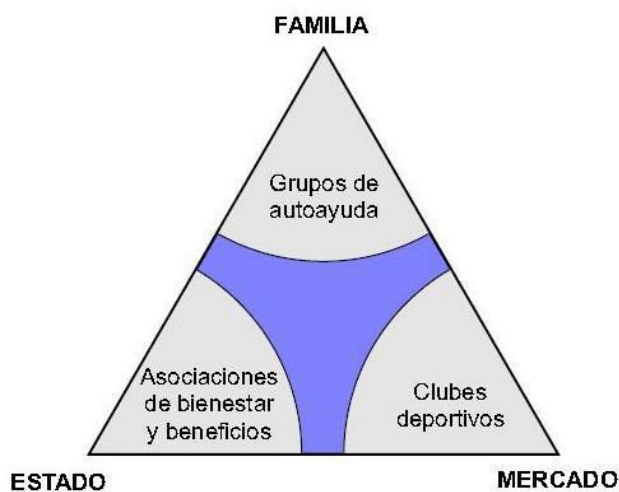 FAMILIA
Grupos de
autoayuda
Asociaciones
de bienestar
y beneficios
Clubes
deportivos
ESTADO
MERCADO